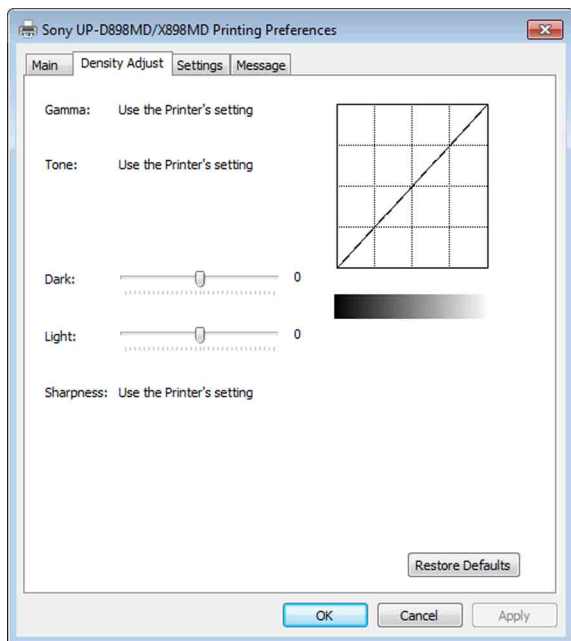 Sony UP-D898MD/X898MD Printing Preferences
Main Density Adjust Settings Message
Gamma: Use the Printer's setting
Tone: Use the Printer's setting
Dark: 0
Light: 0
Sharpness: Use the Printer's setting
Restore Defaults
OK Cancel Apply